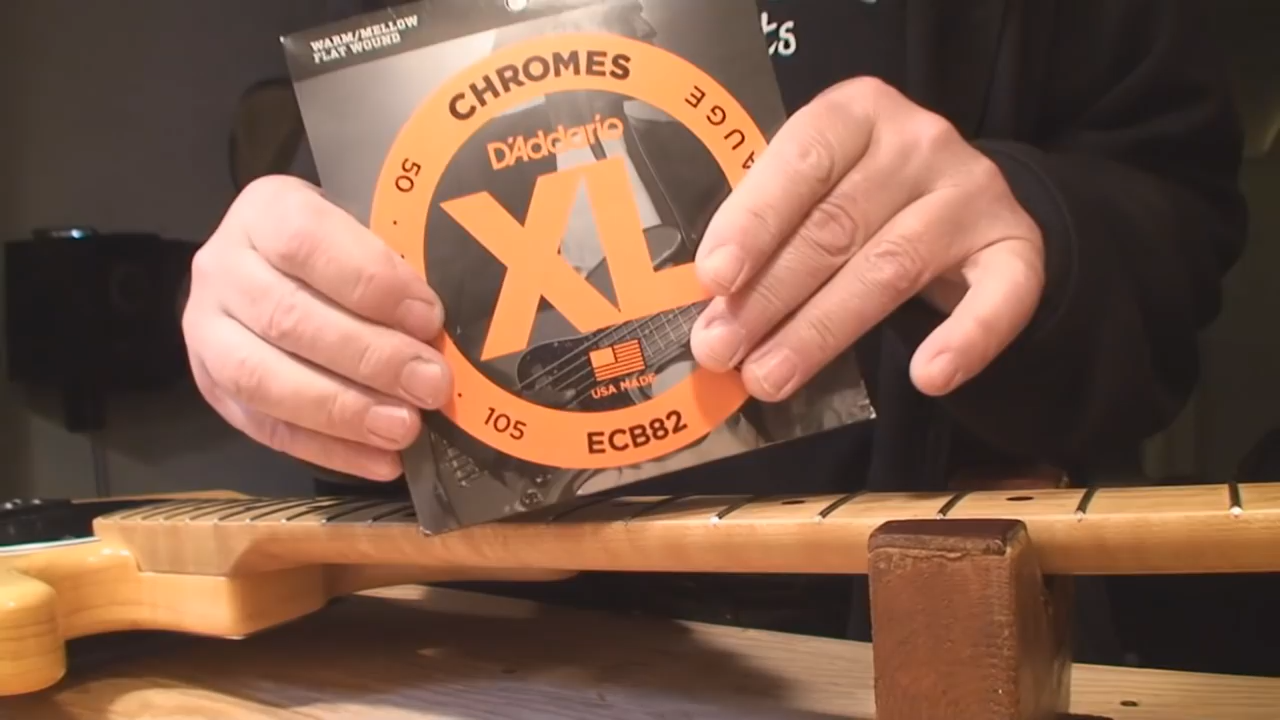 WARM/MELLOW
FLAT WOUND
CHROMES
D'Addario
XL
50 ·
USA MADE
· 105
ECB82